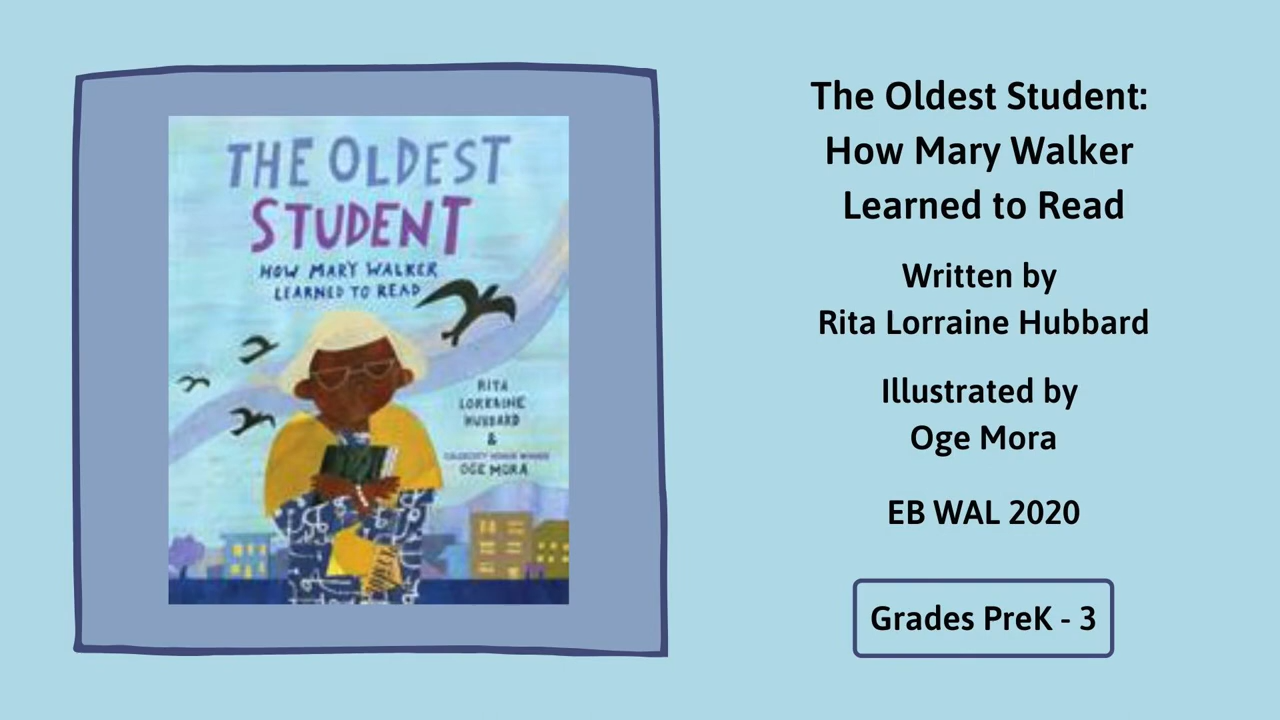 THE OLDEST
STUDENT
HOW MARY WALKER
LEARNED TO READ
RITA
LORRAINE
HUBBARD
&
OGE MORA
The Oldest Student:
How Mary Walker
Learned to Read
Written by
Rita Lorraine Hubbard
Illustrated by
Oge Mora
EB WAL 2020
Grades PreK - 3